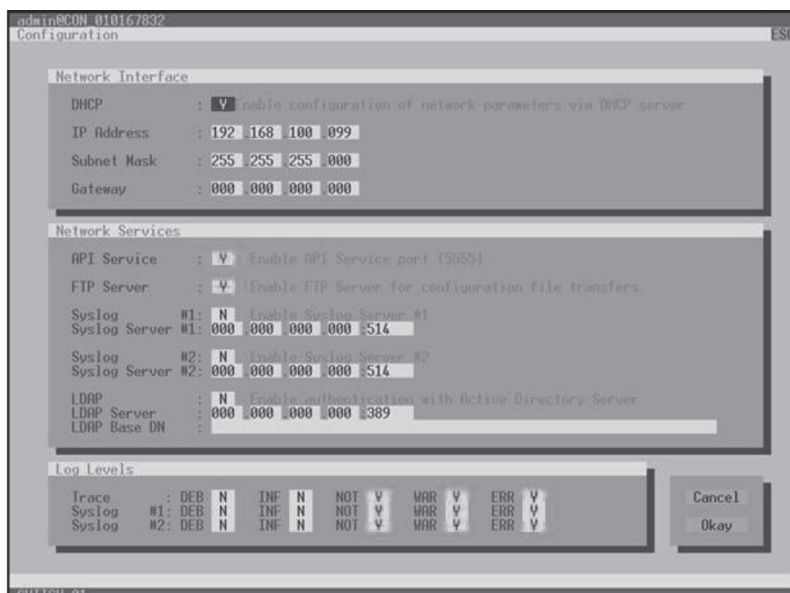 admin@CON_010167832
Configuration ESC
Network Interface
DHCP : Y Enable configuration of network parameters via DHCP server
IP Address : 192 .168 .100 .099
Subnet Mask : 255 .255 .255 .000
Gateway : 000 .000 .000 .000
Network Services
API Service : Y Enable API Service port (5555)
FTP Server : Y Enable FTP Server for configuration file transfers
Syslog #1: N Enable Syslog Server #1
Syslog Server #1: 000 .000 .000 .000 :514
Syslog #2: N Enable Syslog Server #2
Syslog Server #2: 000 .000 .000 .000 :514
LDAP : N Enable authentication with Active Directory Server
LDAP Server : 000 .000 .000 .000 :389
LDAP Base DN :
Log Levels
Trace : DEB N INF N NOT Y WAR Y ERR Y
Syslog #1: DEB N INF N NOT Y WAR Y ERR Y
Syslog #2: DEB N INF N NOT Y WAR Y ERR Y
Cancel
Okay